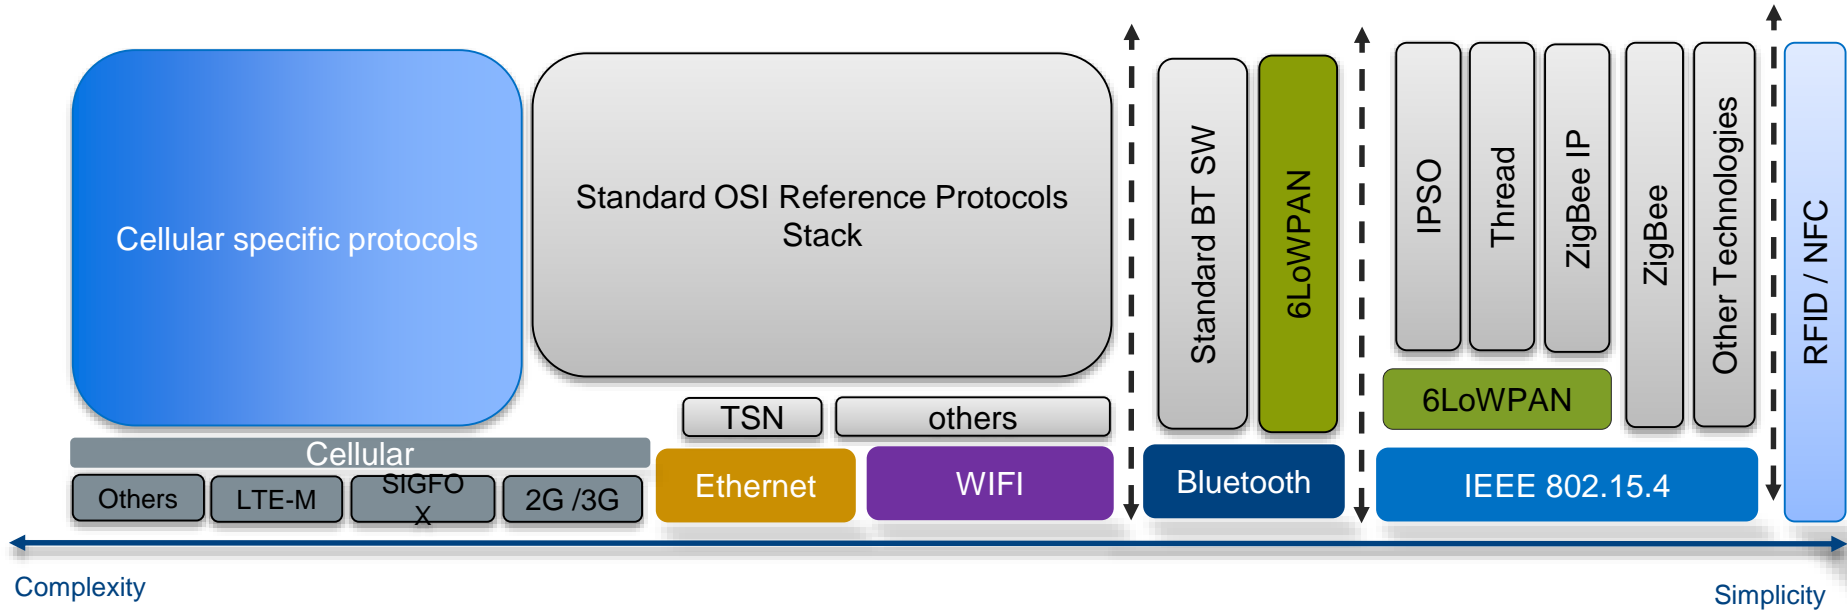 Cellular specific protocols
Standard OSI Reference Protocols
Stack
TSN
others
Cellular
Others
LTE-M
SIGFO
X
2G /3G
Ethernet
WIFI
Standard BT SW
6LoWPAN
Bluetooth
IPSO
Thread
ZigBee IP
ZigBee
Other Technologies
6LoWPAN
IEEE 802.15.4
RFID / NFC
Complexity
Simplicity